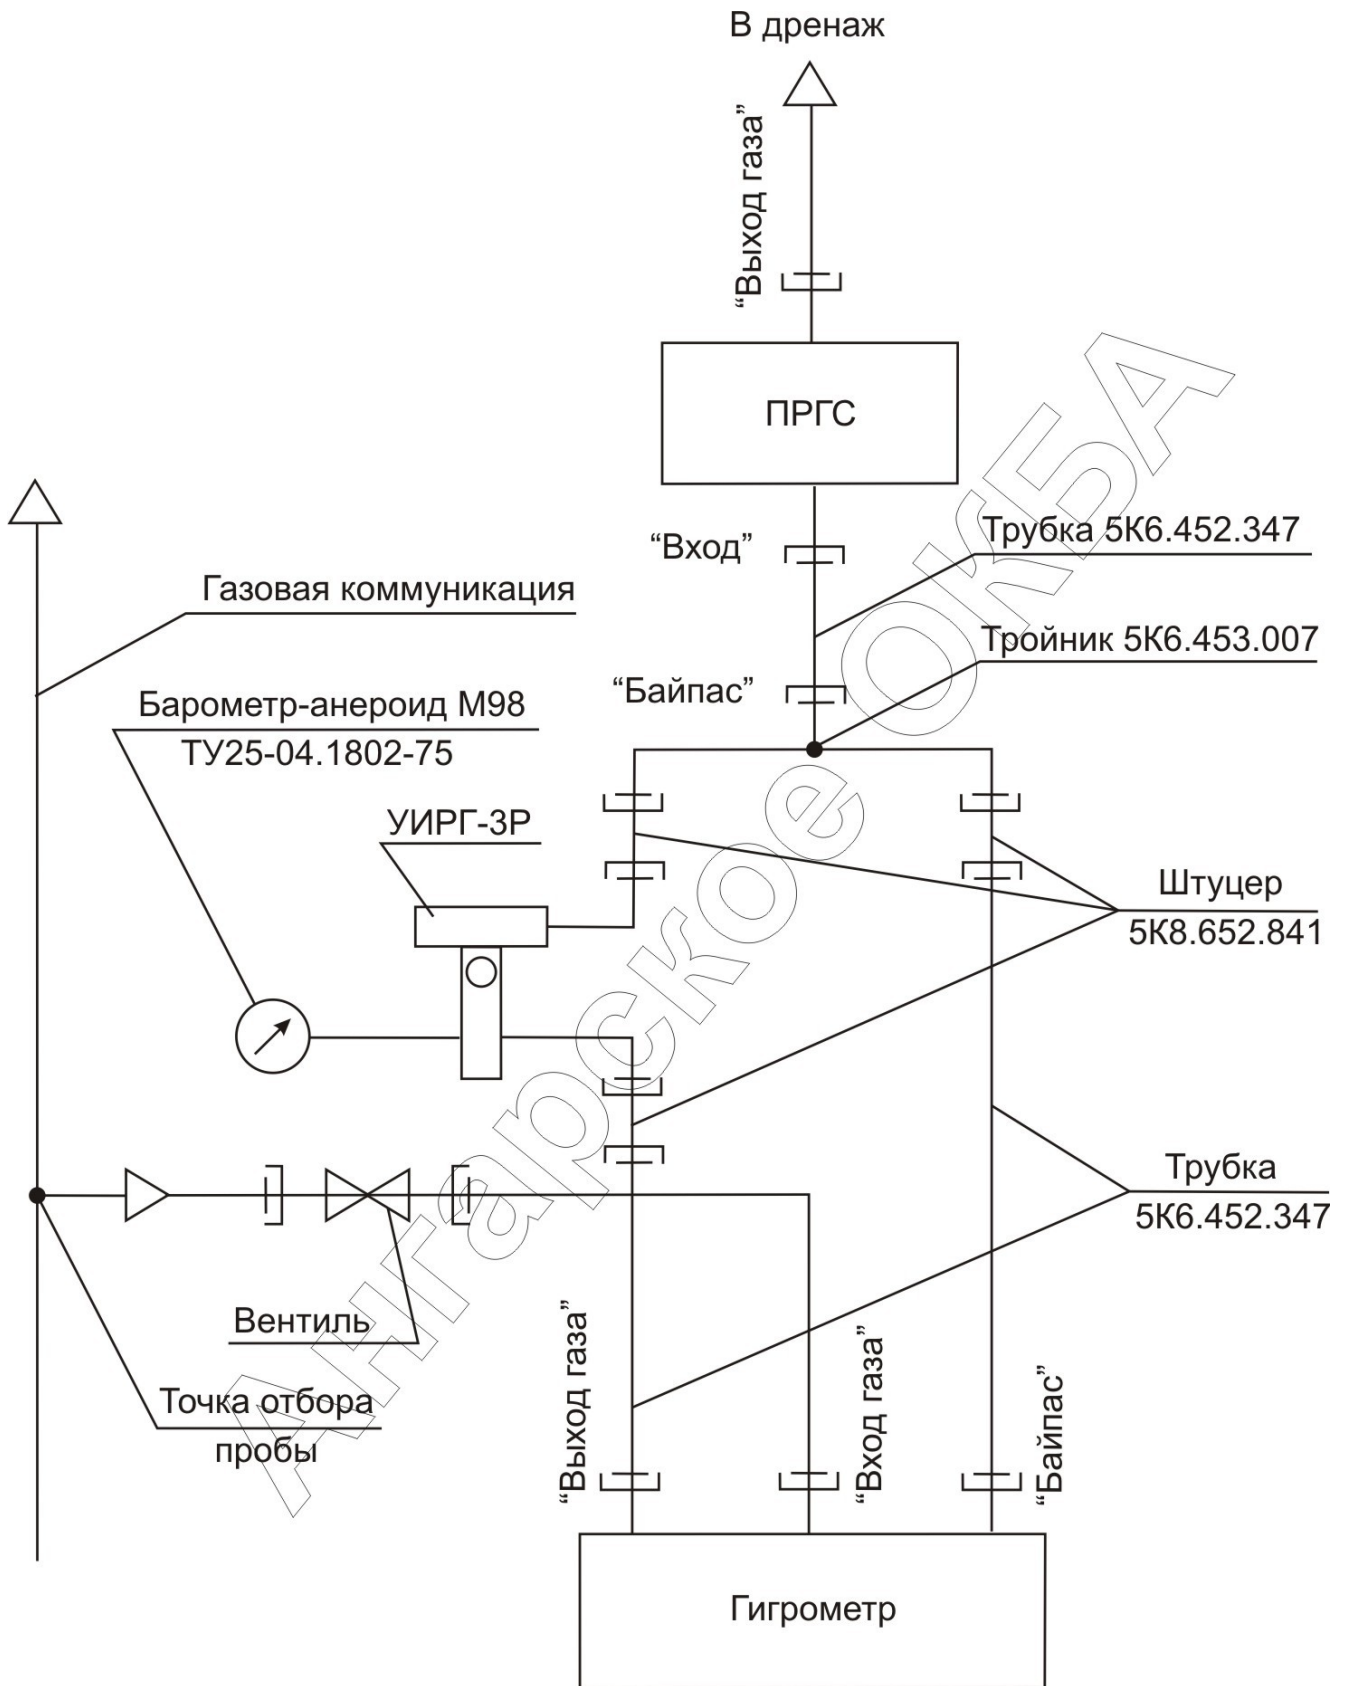 В дренаж
“Выход газа”
ПРГС
“Вход”
Трубка 5К6.452.347
Газовая коммуникация
Тройник 5К6.453.007
“Байпас”
Барометр-анероид М98
ТУ25-04.1802-75
УИРГ-3Р
Штуцер
5К8.652.841
Трубка
5К6.452.347
Вентиль
Точка отбора
пробы
“Выход газа”
“Вход газа”
“Байпас”
Гигрометр
Ангарское ОКБА